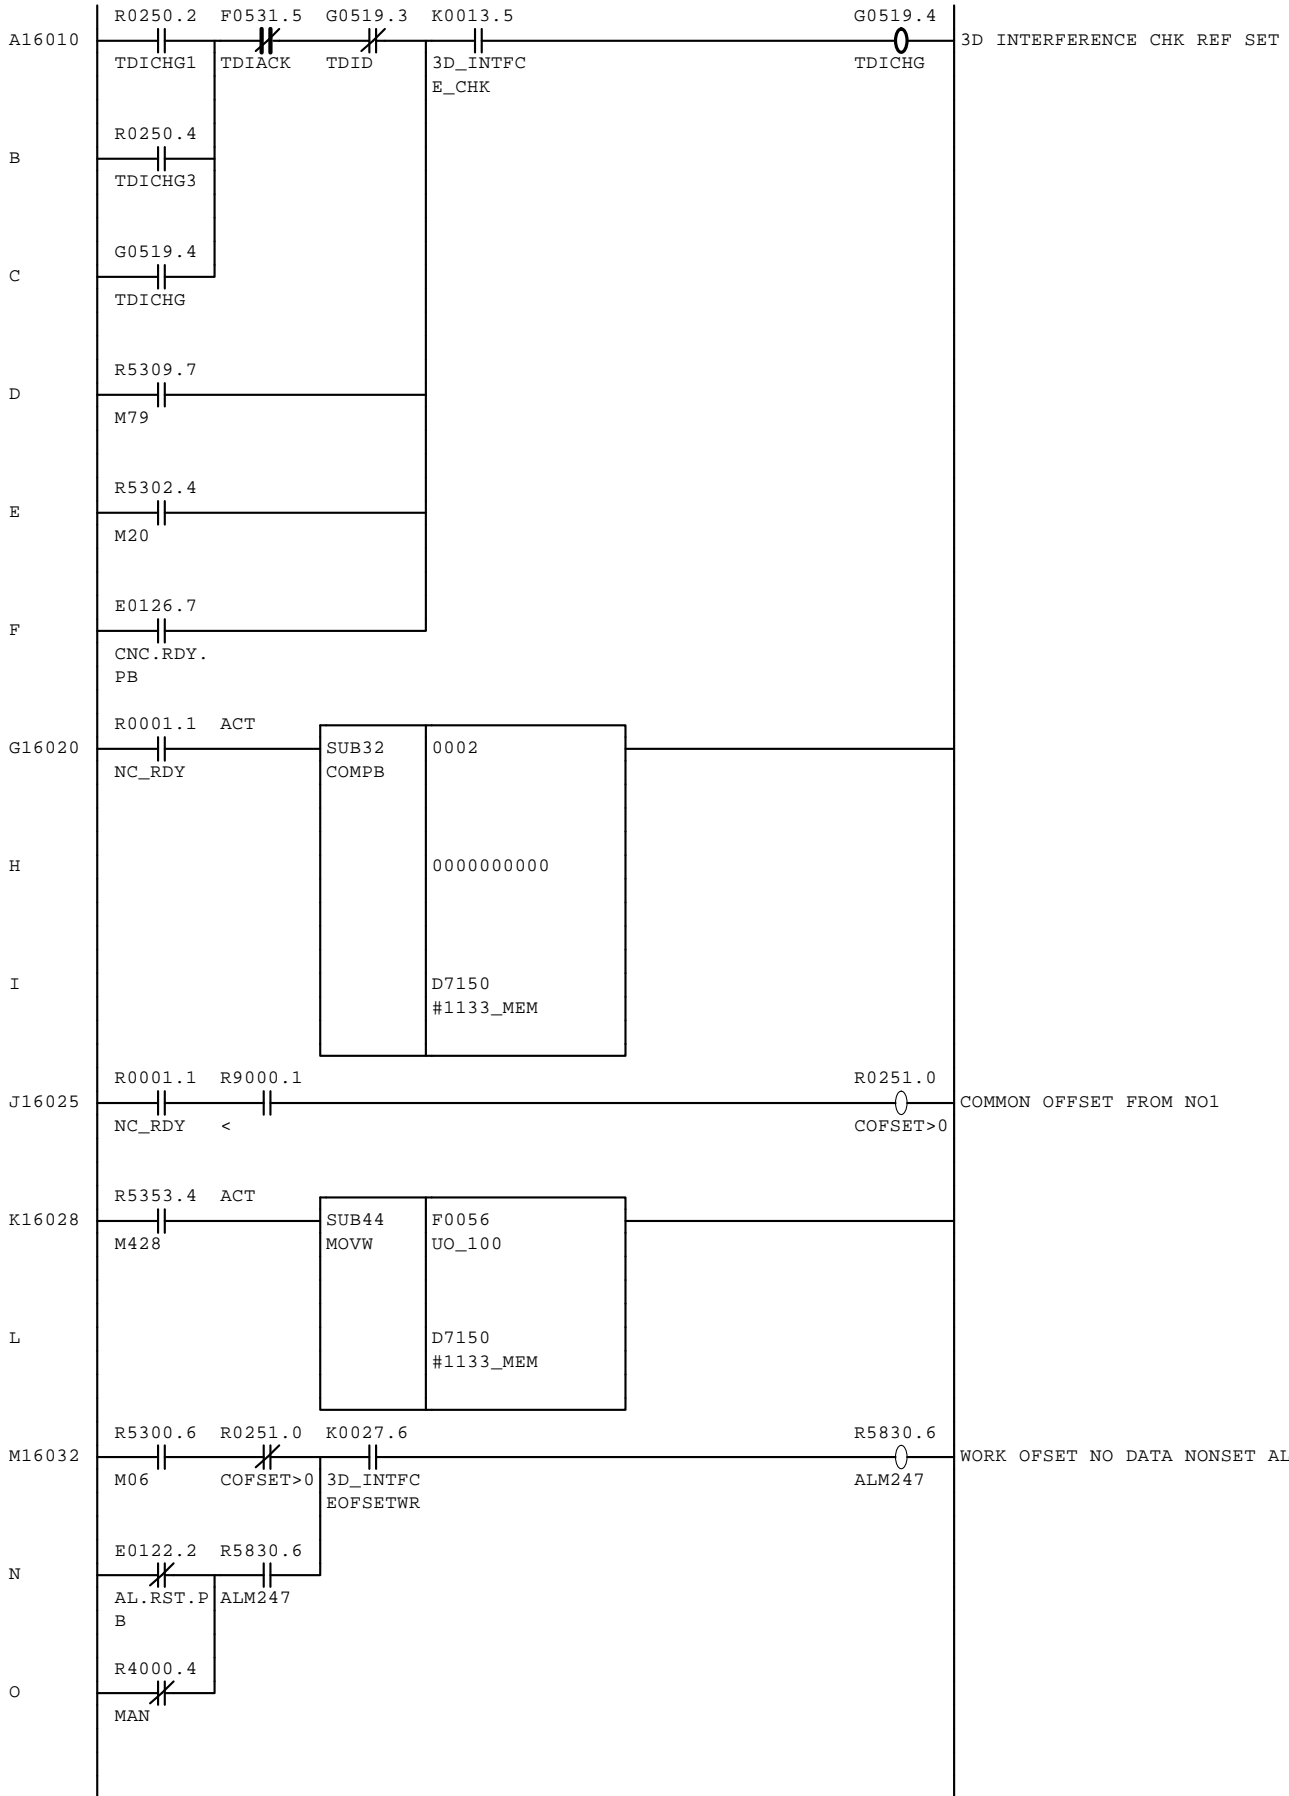 R0250.2 F0531.5 G0519.3 K0013.5 G0519.4
A16010 3D INTERFERENCE CHK REF SET
TDICHG1 TDIACK TDID 3D_INTFC TDICHG
E_CHK
R0250.4
B
TDICHG3
G0519.4
C
TDICHG
R5309.7
D
M79
R5302.4
E
M20
E0126.7
F
CNC.RDY.
PB
R0001.1 ACT
G16020 SUB32 0002
NC_RDY COMPB
H 0000000000
I D7150
#1133_MEM
R0001.1 R9000.1 R0251.0
J16025 COMMON OFFSET FROM NO1
NC_RDY < COFSET>0
R5353.4 ACT
K16028 SUB44 F0056
M428 MOVW UO_100
L D7150
#1133_MEM
R5300.6 R0251.0 K0027.6 R5830.6
M16032 WORK OFSET NO DATA NONSET AL
M06 COFSET>0 3D_INTFC ALM247
EOFSETWR
E0122.2 R5830.6
N
AL.RST.P ALM247
B
R4000.4
O
MAN